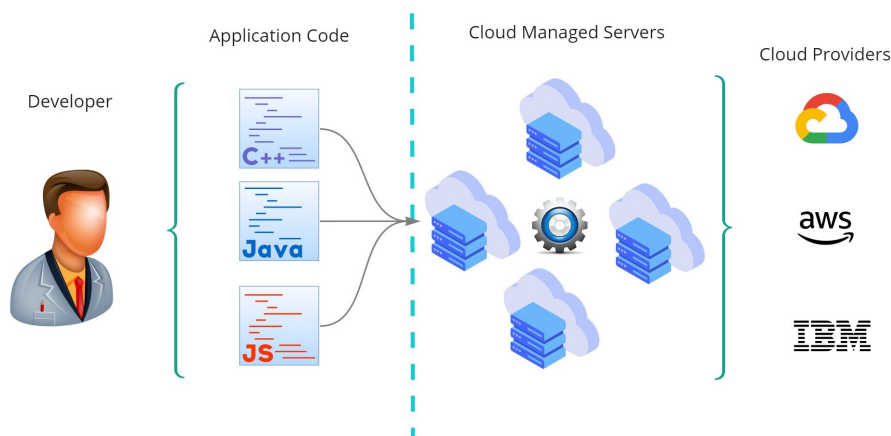 Application Code
Cloud Managed Servers
Cloud Providers
Developer
C++
Java
JS
aws
IBM